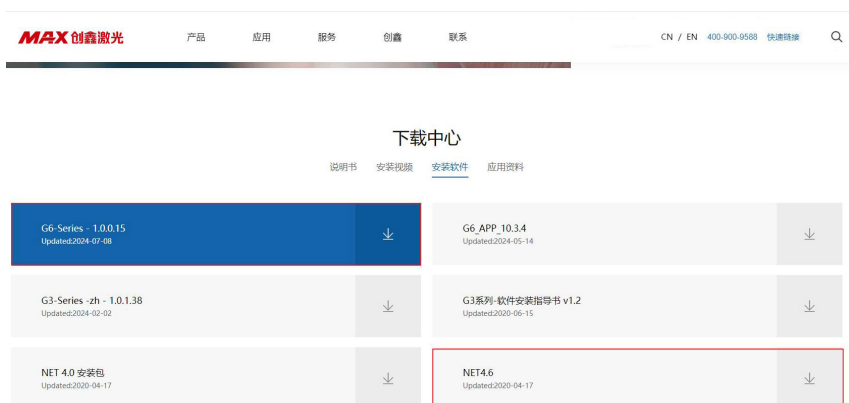 MAX 创鑫激光 产品 应用 服务 创鑫 联系 CN / EN 400-900-9588 快速链接
下载中心
说明书 安装视频 安装软件 应用资料
G6-Series - 1.0.0.15
Updated:2024-07-08
G6_APP_10.3.4
Updated:2024-05-14
G3-Series -zh - 1.0.1.38
Updated:2024-02-02
G3系列-软件安装指导书 v1.2
Updated:2020-06-15
NET 4.0 安装包
Updated:2020-04-17
NET4.6
Updated:2020-04-17